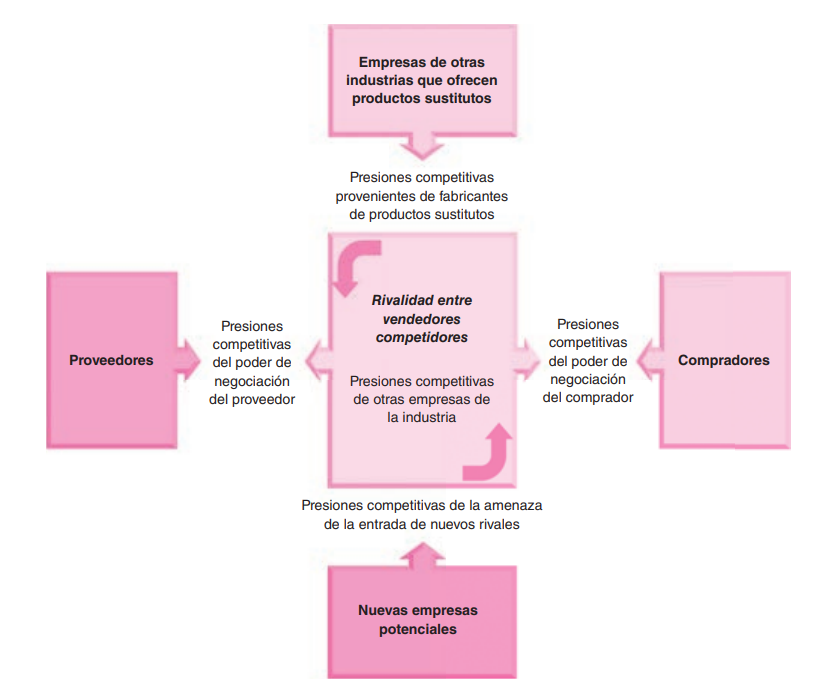 Empresas de otras
industrias que ofrecen
productos sustitutos
Presiones competitivas
provenientes de fabricantes
de productos sustitutos
Proveedores
Presiones
competitivas
del poder de
negociación
del proveedor
Rivalidad entre
vendedores
competidores
Presiones competitivas
de otras empresas de
la industria
Presiones
competitivas
del poder de
negociación
del comprador
Compradores
Presiones competitivas de la amenaza
de la entrada de nuevos rivales
Nuevas empresas
potenciales